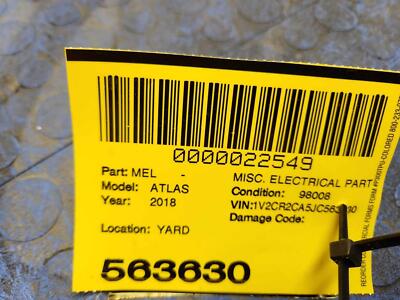 0000022549
Part: MEL - MISC. ELECTRICAL PART
Model: ATLAS Condition: 98008
Year: 2018
Damage Code:
Location: YARD
563630